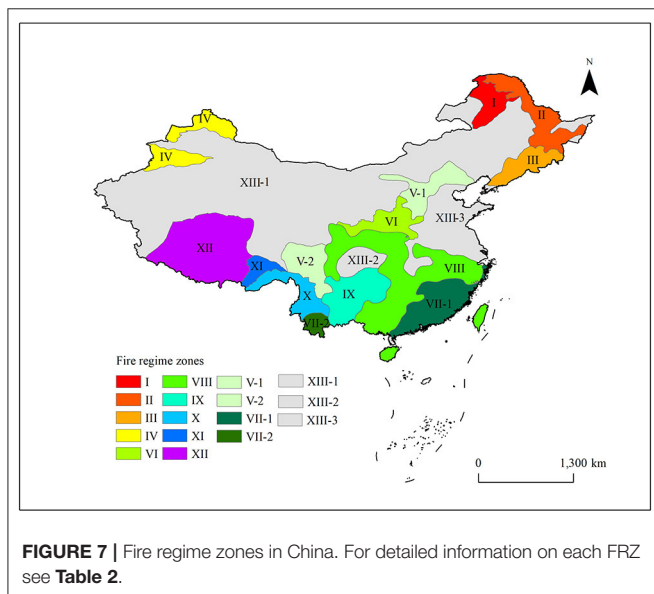 N
IV
I
II
IV
III
XIII-1
V-1
VI
XIII-3
XII
V-2
XIII-2
XI
VIII
X
IX
VII-1
VII-2
Fire regime zones
I VIII V-1 XIII-1
II IX V-2 XIII-2
III X VII-1 XIII-3
IV XI VII-2
VI XII
0 1,300 km
FIGURE 7 | Fire regime zones in China. For detailed information on each FRZ
see Table 2.